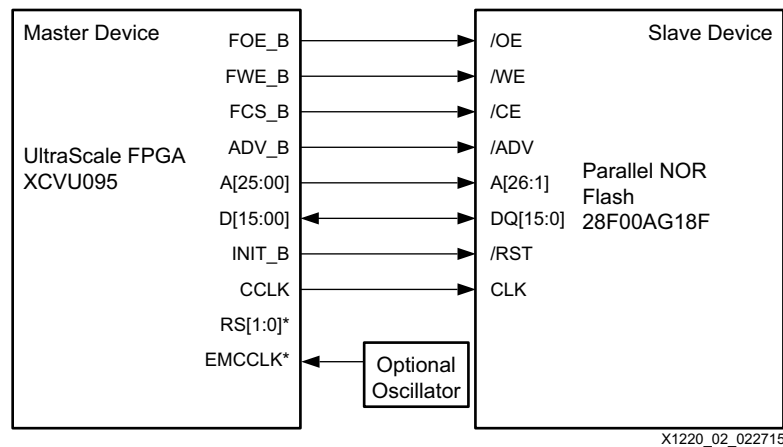 Master Device
Slave Device
FOE_B
/OE
FWE_B
/WE
FCS_B
/CE
ADV_B
/ADV
UltraScale FPGA
XCVU095
A[25:00]
A[26:1]
Parallel NOR
Flash
28F00AG18F
D[15:00]
DQ[15:0]
INIT_B
/RST
CCLK
CLK
RS[1:0]*
EMCCLK*
Optional
Oscillator
X1220_02_022715